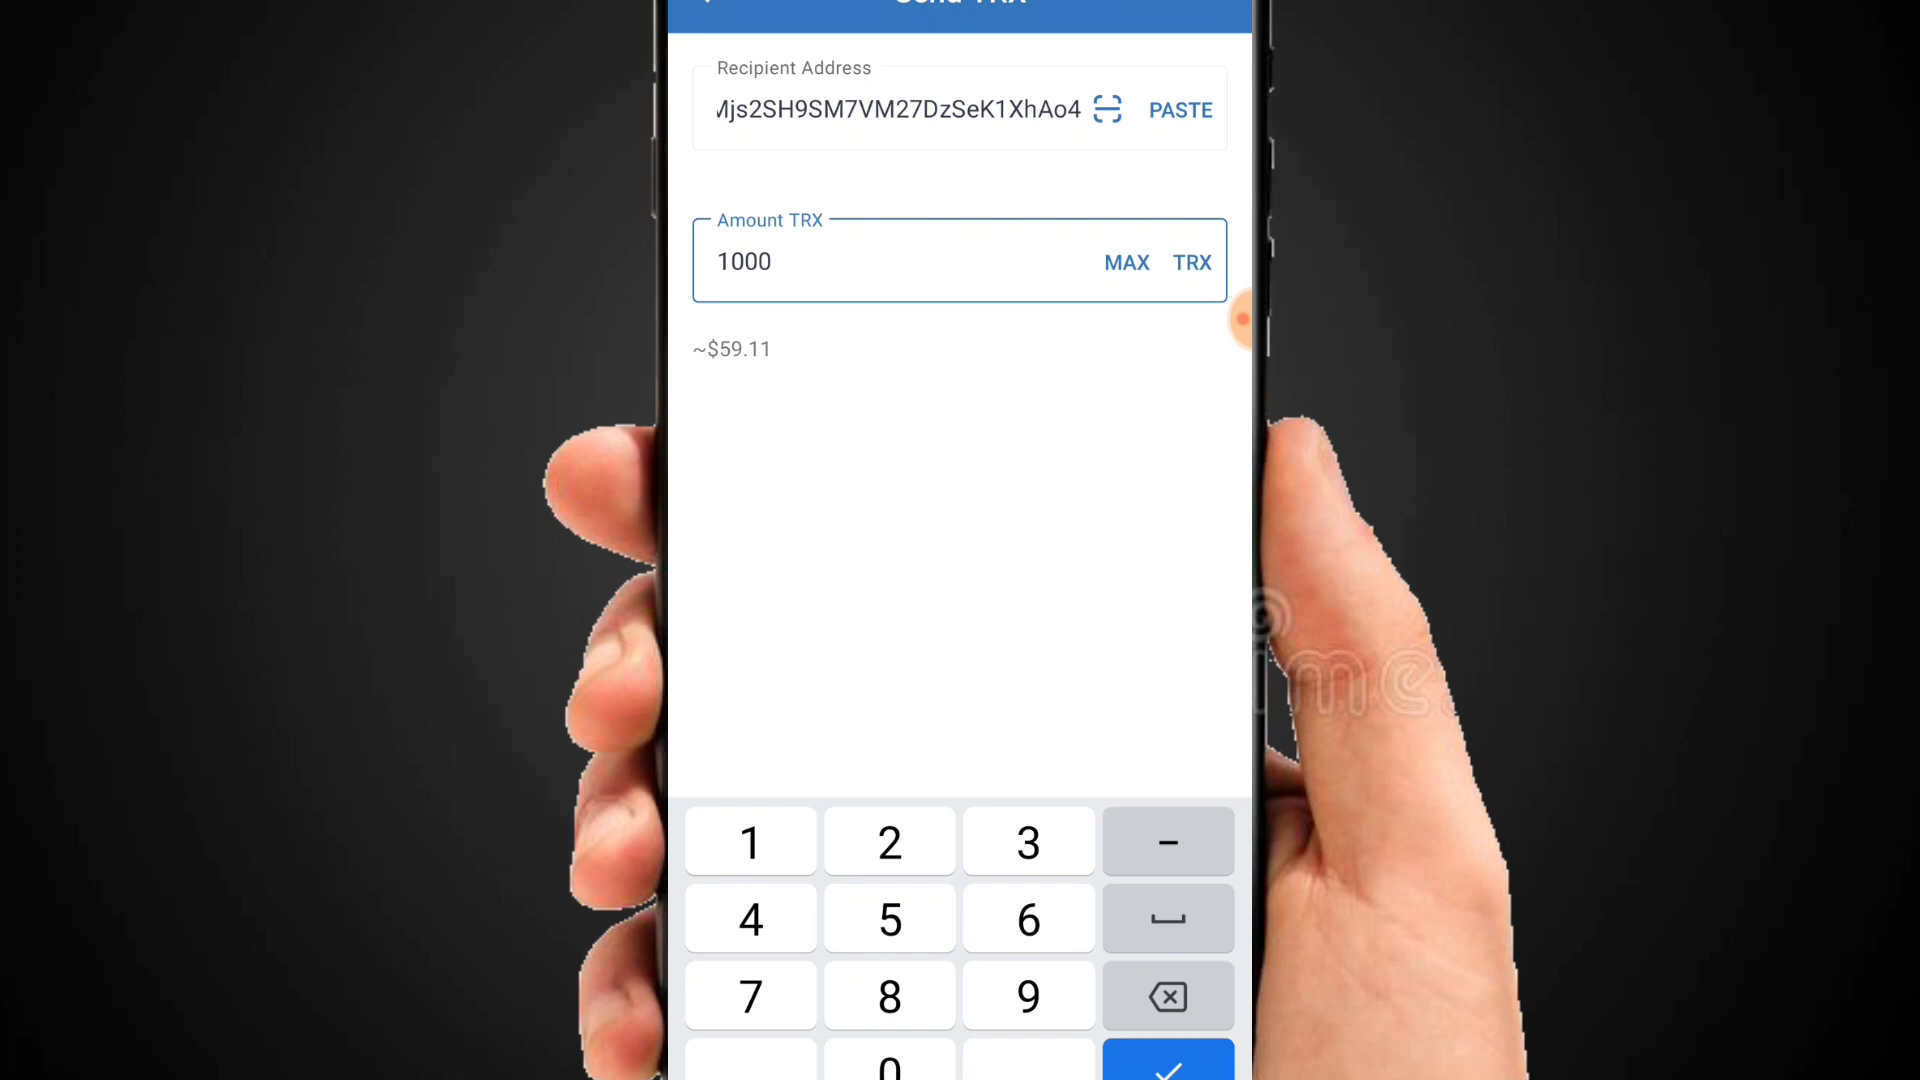 Send TRX
Recipient Address
Mjs2SH9SM7VM27DzSeK1XhAo4
PASTE
Amount TRX
1000
MAX TRX
~$59.11
1 2 3 -
4 5 6
7 8 9
0